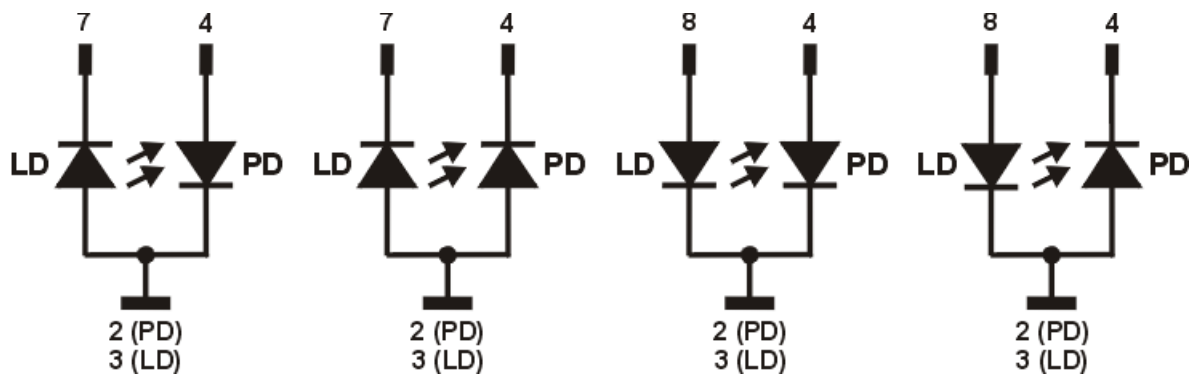 7 4 7 4 8 4 8 4
LD PD LD PD LD PD LD PD
2 (PD) 2 (PD) 2 (PD) 2 (PD)
3 (LD) 3 (LD) 3 (LD) 3 (LD)